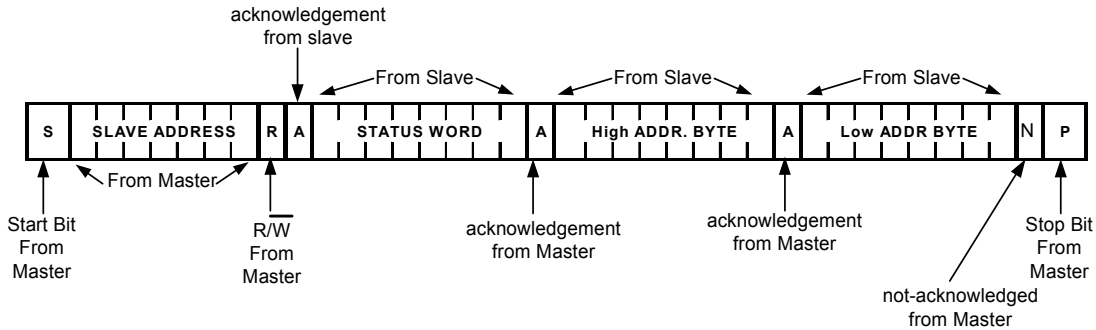 acknowledgement
from slave
From Slave
From Slave
From Slave
S SLAVE ADDRESS R A STATUS WORD A High ADDR. BYTE A Low ADDR BYTE N P
From Master
Start Bit
From
Master
R/W̅
From
Master
acknowledgement
from Master
acknowledgement
from Master
not-acknowledged
from Master
Stop Bit
From
Master